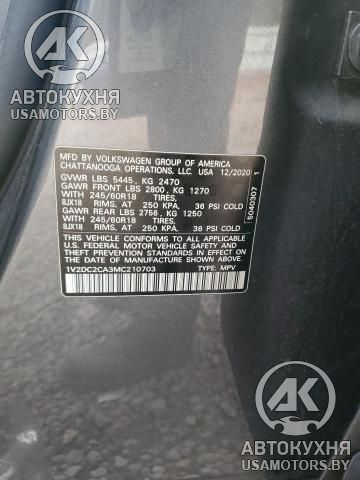 АК
АВТОКУХНЯ
USAMOTORS.BY
MFD BY VOLKSWAGEN GROUP OF AMERICA
CHATTANOOGA OPERATIONS, LLC. USA 12/2020
GVWR LBS 5445, KG 2470
GAWR FRONT LBS 2800, KG 1270
WITH 245/60R18 TIRES,
8JX18 RIMS, AT 250 KPA, 36 PSI COLD
GAWR REAR LBS 2756, KG 1250
WITH 245/60R18 TIRES,
8JX18 RIMS, AT 250 KPA, 36 PSI COLD
THIS VEHICLE CONFORMS TO ALL APPLICABLE
U.S. FEDERAL MOTOR VEHICLE SAFETY AND
THEFT PREVENTION STANDARDS IN EFFECT ON
THE DATE OF MANUFACTURE SHOWN ABOVE
1V2DC2CA3MC210703 TYPE: MPV
5040307 1
АК
АВТОКУХНЯ
USAMOTORS.BY